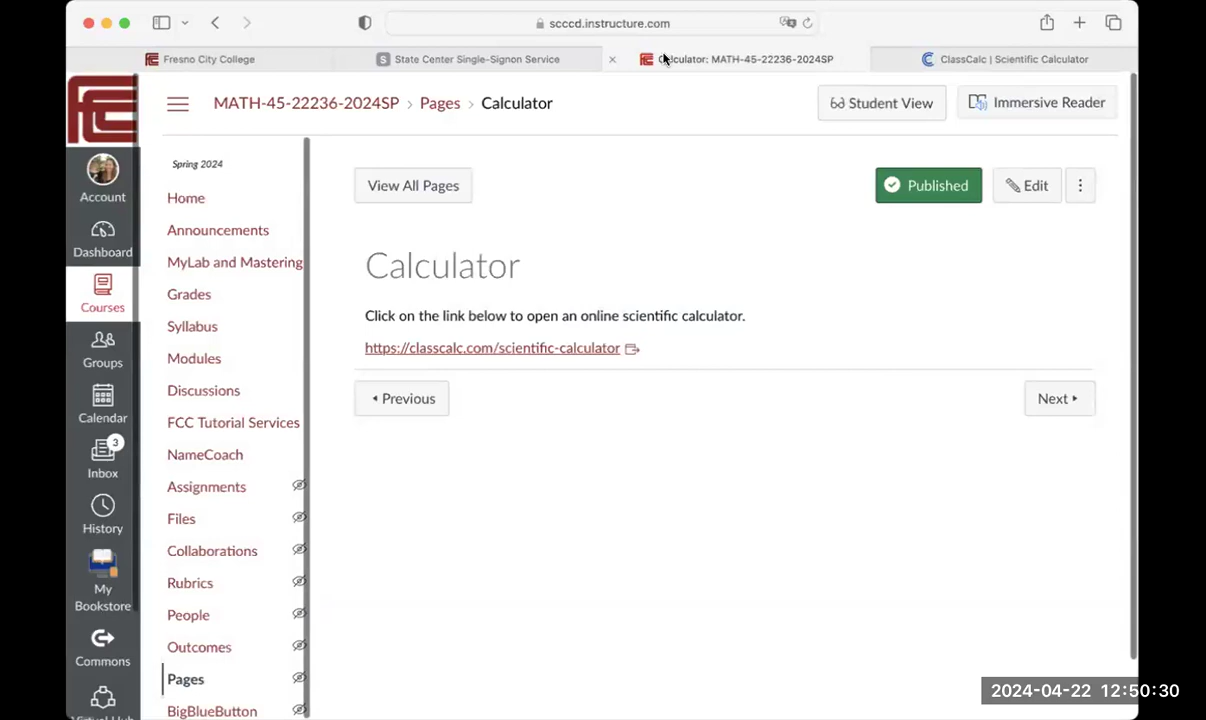 scccd.instructure.com
Fresno City College
State Center Single-Signon Service
Calculator: MATH-45-22236-2024SP
ClassCalc | Scientific Calculator
MATH-45-22236-2024SP › Pages › Calculator
Student View
Immersive Reader
Account
Dashboard
Courses
Groups
Calendar
3
Inbox
History
My
Bookstore
Commons
Spring 2024
Home
Announcements
MyLab and Mastering
Grades
Syllabus
Modules
Discussions
FCC Tutorial Services
NameCoach
Assignments
Files
Collaborations
Rubrics
People
Outcomes
Pages
BigBlueButton
View All Pages
Published
Edit
Calculator
Click on the link below to open an online scientific calculator.
https://classcalc.com/scientific-calculator
Previous
Next
2024-04-22 12:50:30